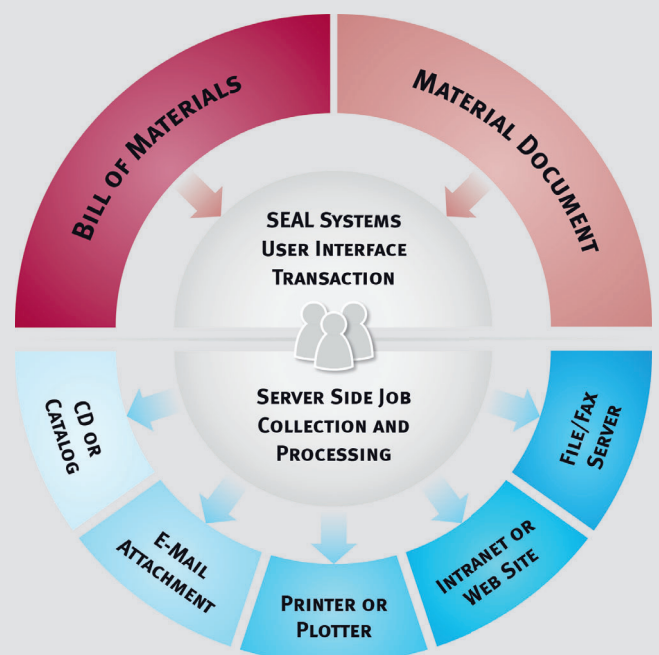 Bill of Materials
Material Document
SEAL Systems
User Interface
Transaction
Server Side Job
Collection and
Processing
CD or
Catalog
E-Mail
Attachment
Printer or
Plotter
Intranet or
Web Site
File/Fax
Server